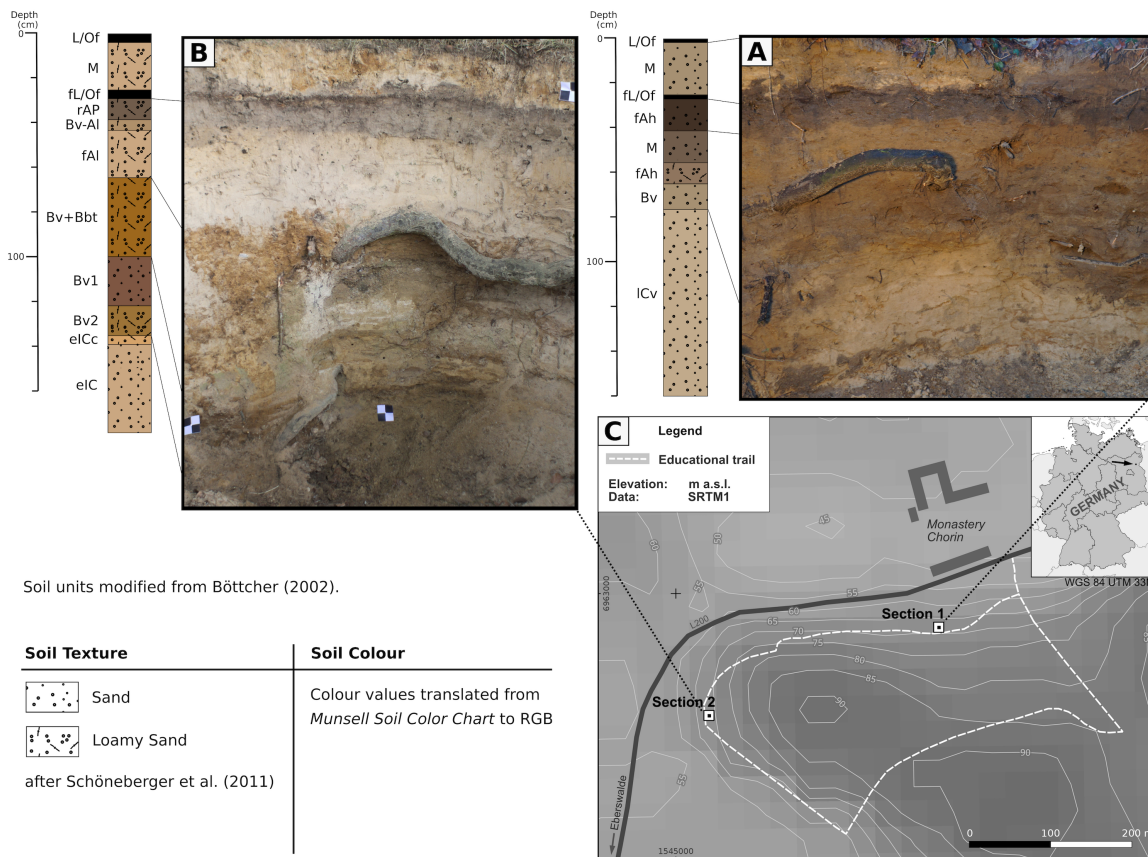 Depth
(cm)
0
100
L/Of
M
fL/Of
rAP
Bv-Al
fAl
Bv+Bbt
Bv1
Bv2
elCc
elC
B
Depth
(cm)
0
100
L/Of
M
fL/Of
fAh
M
fAh
Bv
lCv
A
C
Legend
Educational trail
Elevation: m a.s.l.
Data: SRTM1
GERMANY
WGS 84 UTM 33
Monastery
Chorin
Section 1
Section 2
L200
Eberswalde
6963000
1545000
45
50
60
55
55
60
65
70
75
80
85
90
90
55
0 100 200 m
Soil units modified from Böttcher (2002).
Soil Texture
Sand
Loamy Sand
after Schöneberger et al. (2011)
Soil Colour
Colour values translated from
Munsell Soil Color Chart to RGB